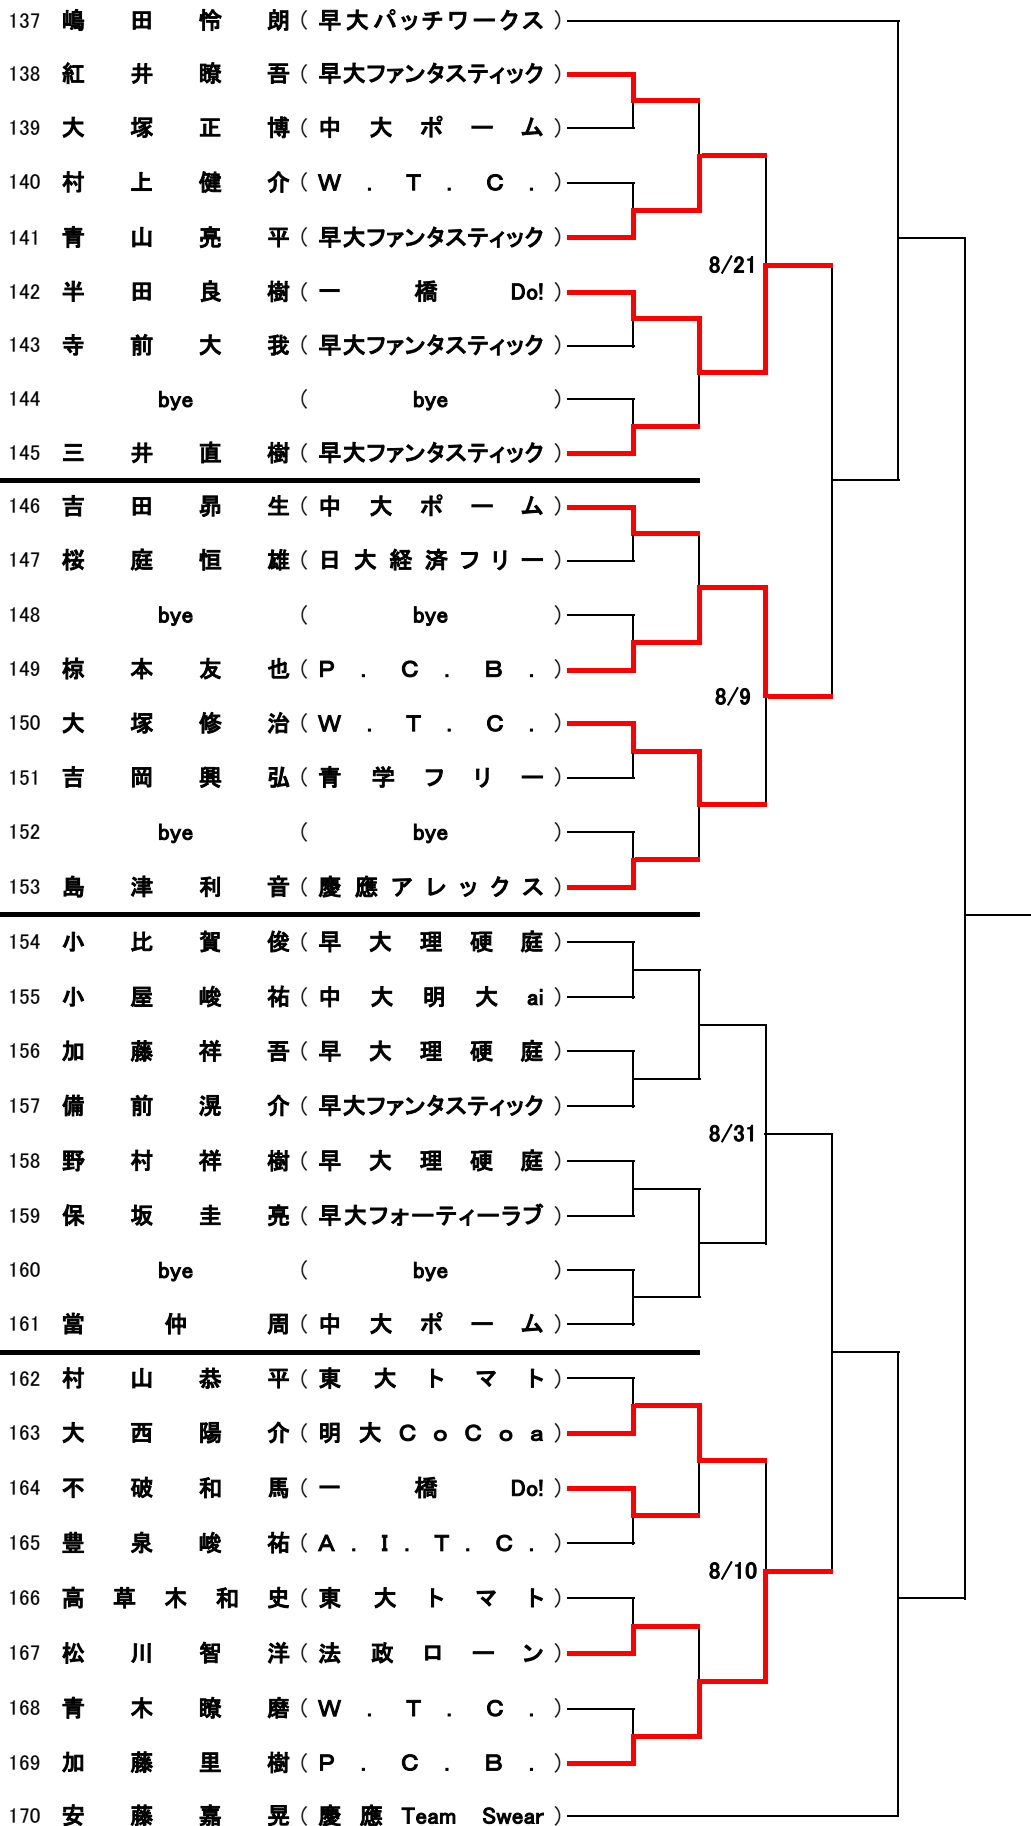 137 嶋田怜朗 ( 早大パッチワークス )
138 紅井瞭吾 ( 早大ファンタスティック )
139 大塚正博 ( 中大ポーム )
140 村上健介 ( W.T.C. )
141 青山亮平 ( 早大ファンタスティック )
8/21
142 半田良樹 ( 一橋Do! )
143 寺前大我 ( 早大ファンタスティック )
144 bye ( bye )
145 三井直樹 ( 早大ファンタスティック )
146 吉田昴生 ( 中大ポーム )
147 桜庭恒雄 ( 日大経済フリー )
148 bye ( bye )
149 椋本友也 ( P.C.B. )
8/9
150 大塚修治 ( W.T.C. )
151 吉岡興弘 ( 青学フリー )
152 bye ( bye )
153 島津利音 ( 慶應アレックス )
154 小比賀俊 ( 早大理硬庭 )
155 小屋峻祐 ( 中大明大ai )
156 加藤祥吾 ( 早大理硬庭 )
157 備前滉介 ( 早大ファンタスティック )
8/31
158 野村祥樹 ( 早大理硬庭 )
159 保坂圭亮 ( 早大フォーティーラブ )
160 bye ( bye )
161 當仲周 ( 中大ポーム )
162 村山恭平 ( 東大トマト )
163 大西陽介 ( 明大CoCoa )
164 不破和馬 ( 一橋Do! )
165 豊泉峻祐 ( A.I.T.C. )
8/10
166 高草木和史 ( 東大トマト )
167 松川智洋 ( 法政ローン )
168 青木瞭磨 ( W.T.C. )
169 加藤里樹 ( P.C.B. )
170 安藤嘉晃 ( 慶應Team Swear )